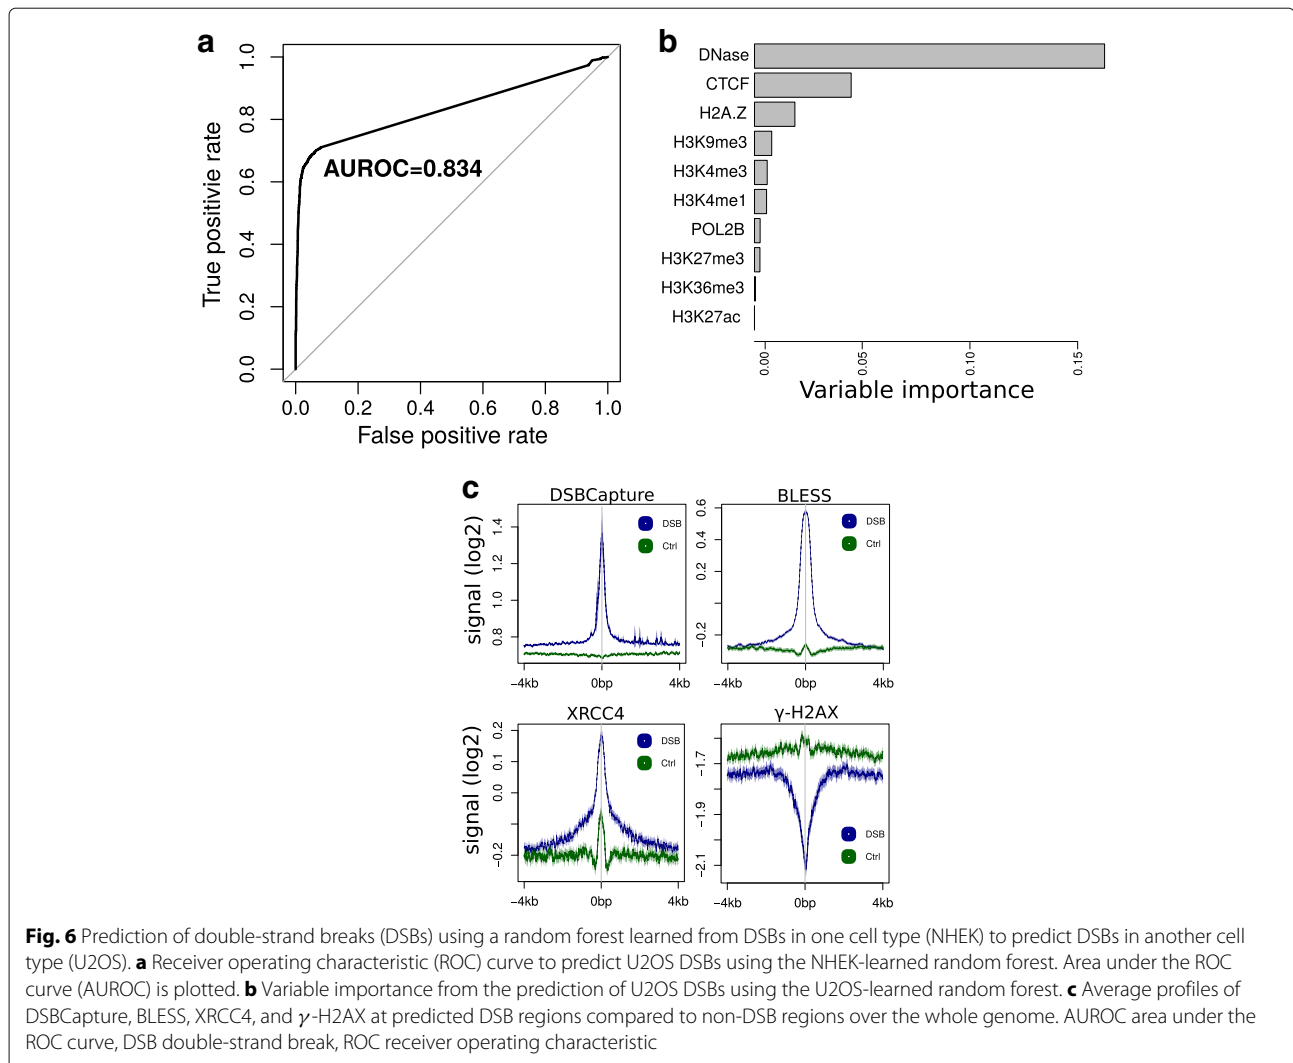 a
1.0
0.8
0.6
0.4
0.2
0.0
True positivie rate
AUROC=0.834
0.0 0.2 0.4 0.6 0.8 1.0
False positive rate
b
DNase
CTCF
H2A.Z
H3K9me3
H3K4me3
H3K4me1
POL2B
H3K27me3
H3K36me3
H3K27ac
0.00 0.05 0.10 0.15
Variable importance
c
DSBCapture
signal (log2)
1.4
1.2
1.0
0.8
DSB
Ctrl
−4kb 0bp 4kb
BLESS
0.6
0.4
0.2
−0.2
DSB
Ctrl
−4kb 0bp 4kb
XRCC4
signal (log2)
0.2
0.1
0.0
−0.2
DSB
Ctrl
−4kb 0bp 4kb
γ-H2AX
−1.7
−1.9
−2.1
DSB
Ctrl
−4kb 0bp 4kb
Fig. 6 Prediction of double-strand breaks (DSBs) using a random forest learned from DSBs in one cell type (NHEK) to predict DSBs in another cell
type (U2OS). a Receiver operating characteristic (ROC) curve to predict U2OS DSBs using the NHEK-learned random forest. Area under the ROC
curve (AUROC) is plotted. b Variable importance from the prediction of U2OS DSBs using the U2OS-learned random forest. c Average profiles of
DSBCapture, BLESS, XRCC4, and γ-H2AX at predicted DSB regions compared to non-DSB regions over the whole genome. AUROC area under the
ROC curve, DSB double-strand break, ROC receiver operating characteristic